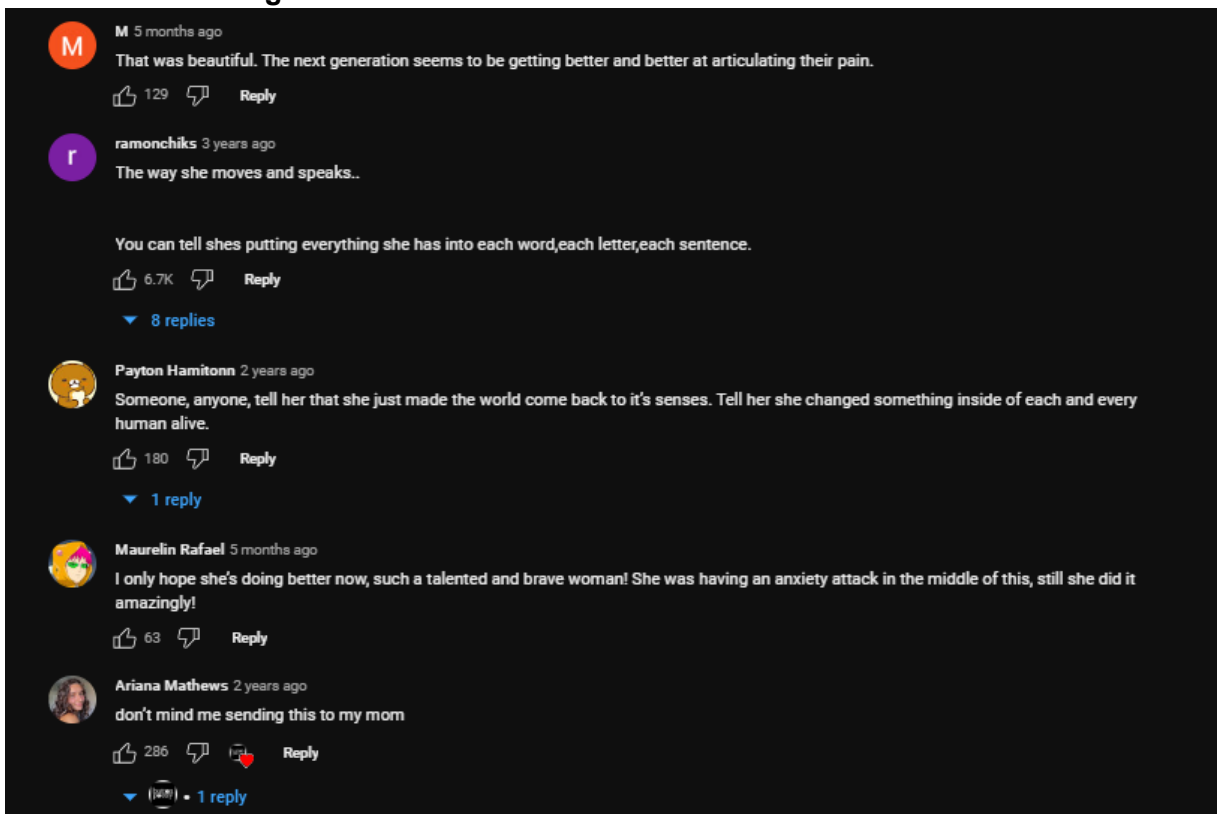 M 5 months ago
M
That was beautiful. The next generation seems to be getting better and better at articulating their pain.
129 Reply
ramonchiks 3 years ago
r
The way she moves and speaks..
You can tell shes putting everything she has into each word,each letter,each sentence.
6.7K Reply
8 replies
Payton Hamitonn 2 years ago
Someone, anyone, tell her that she just made the world come back to it's senses. Tell her she changed something inside of each and every
human alive.
180 Reply
1 reply
Maurelin Rafael 5 months ago
I only hope she's doing better now, such a talented and brave woman! She was having an anxiety attack in the middle of this, still she did it
amazingly!
63 Reply
Ariana Mathews 2 years ago
don't mind me sending this to my mom
286 Reply
• 1 reply